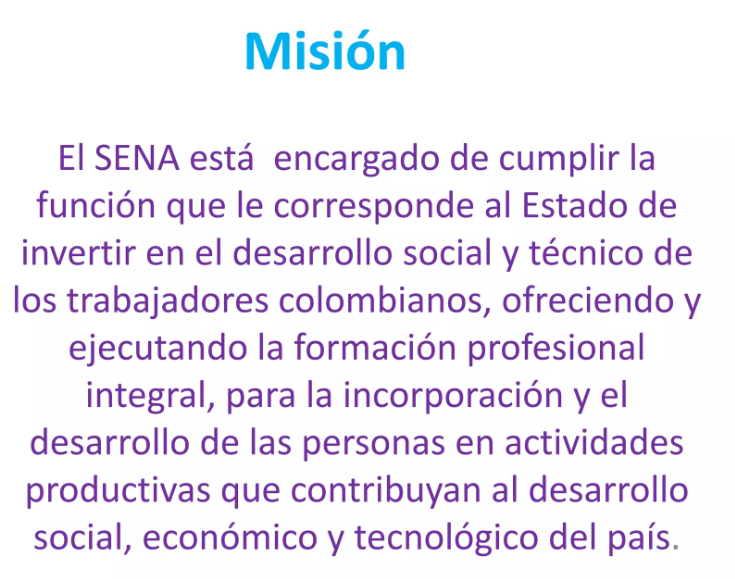 Misión
El SENA está  encargado de cumplir la
función que le corresponde al Estado de
invertir en el desarrollo social y técnico de
los trabajadores colombianos, ofreciendo y
ejecutando la formación profesional
integral, para la incorporación y el
desarrollo de las personas en actividades
productivas que contribuyan al desarrollo
social, económico y tecnológico del país.